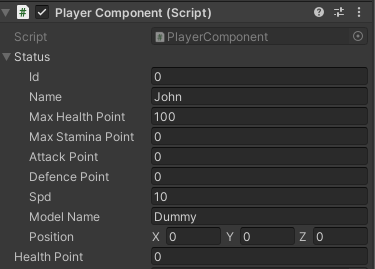 Player Component (Script)
Script PlayerComponent
Status
Id 0
Name John
Max Health Point 100
Max Stamina Point 0
Attack Point 0
Defence Point 0
Spd 10
Model Name Dummy
Position X 0 Y 0 Z 0
Health Point 0